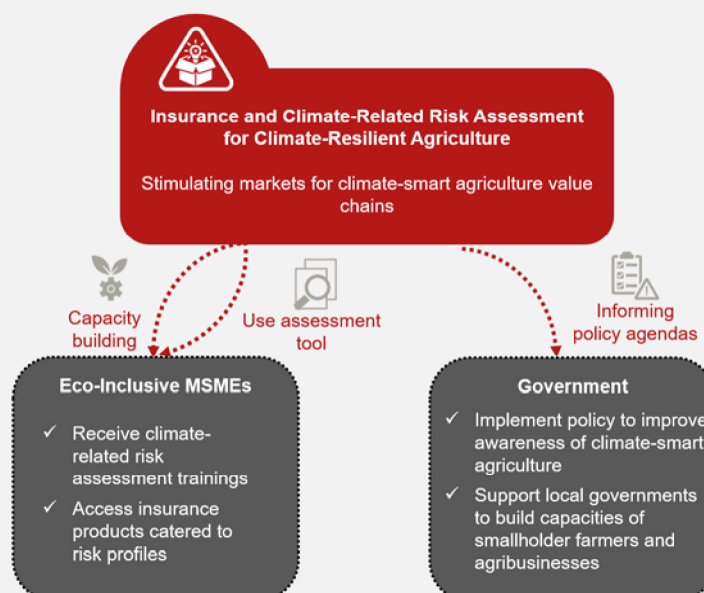 Insurance and Climate-Related Risk Assessment
for Climate-Resilient Agriculture
Stimulating markets for climate-smart agriculture value
chains
Capacity
building
Use assessment
tool
Informing
policy agendas
Eco-Inclusive MSMEs
✓ Receive climate-
related risk
assessment trainings
✓ Access insurance
products catered to
risk profiles
Government
✓ Implement policy to improve
awareness of climate-smart
agriculture
✓ Support local governments
to build capacities of
smallholder farmers and
agribusinesses